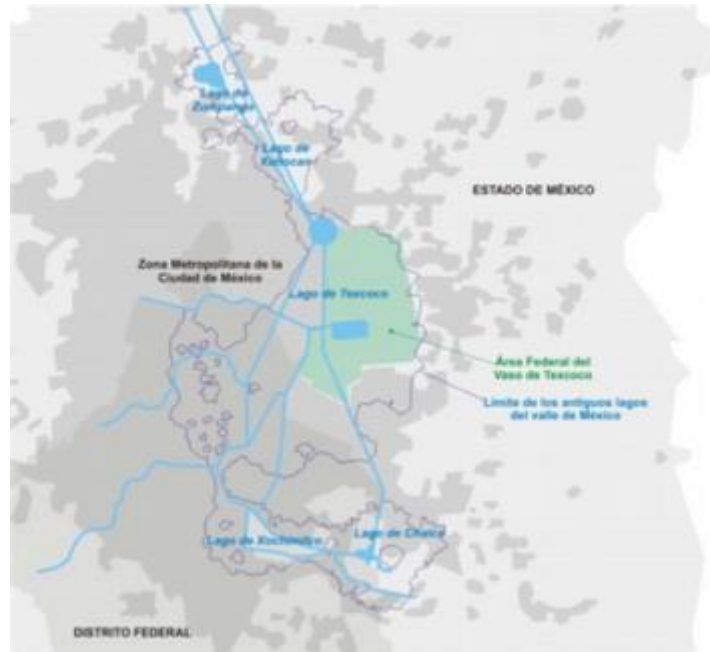 Lago de
Zumpango
Lago de
Xaltocan
ESTADO DE MÉXICO
Zona Metropolitana de la
Ciudad de México
Lago de Texcoco
Área Federal del
Vaso de Texcoco
Límite de los antiguos lagos
del valle de México
Lago de Xochimilco
Lago de Chalco
DISTRITO FEDERAL